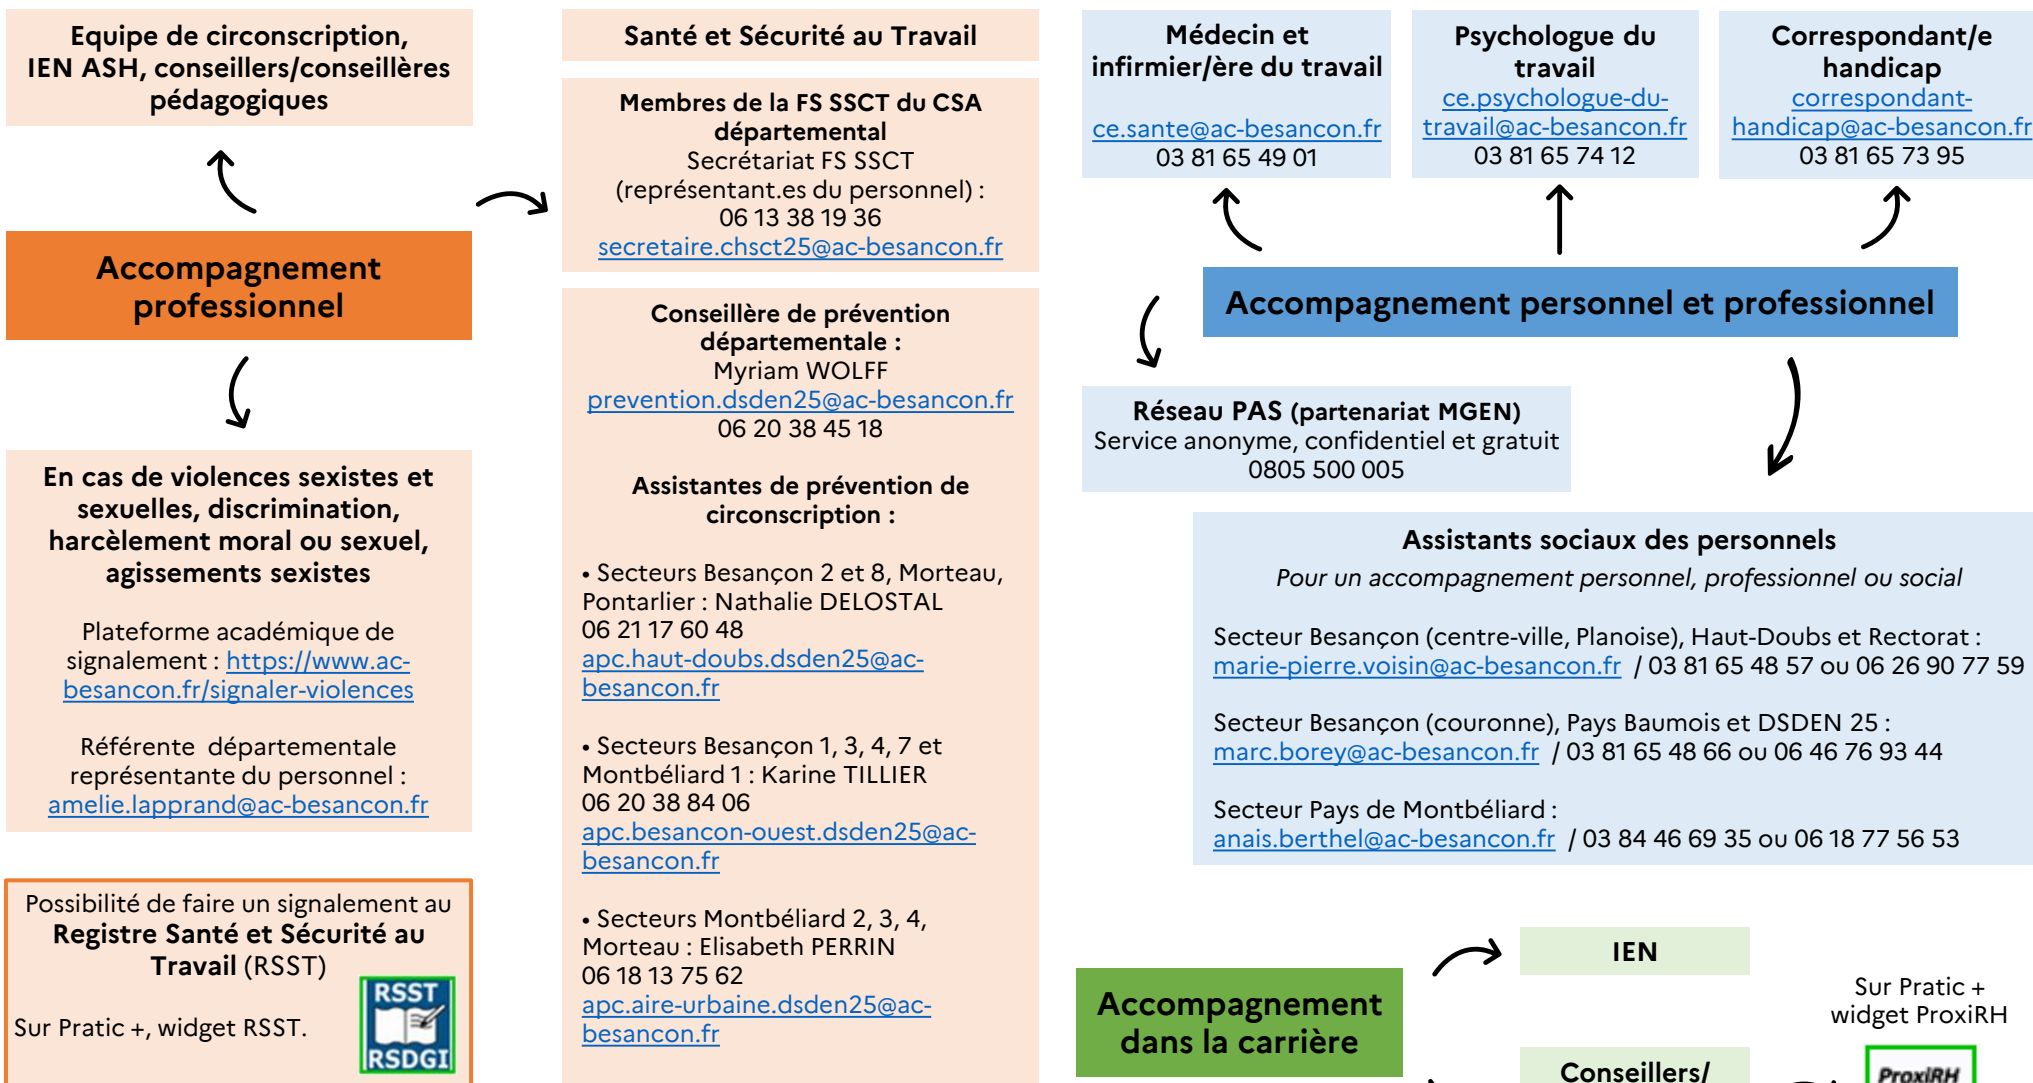 Equipe de circonscription,
IEN ASH, conseillers/conseillères
pédagogiques
Accompagnement
professionnel
En cas de violences sexistes et
sexuelles, discrimination,
harcèlement moral ou sexuel,
agissements sexistes
Plateforme académique de
signalement : https://www.ac-
besancon.fr/signaler-violences
Référente départementale
représentante du personnel :
amelie.lapprand@ac-besancon.fr
Possibilité de faire un signalement au
Registre Santé et Sécurité au
Travail (RSST)
Sur Pratic +, widget RSST.
RSST
RSDGI
Santé et Sécurité au Travail
Membres de la FS SSCT du CSA
départemental
Secrétariat FS SSCT
(représentant.es du personnel) :
06 13 38 19 36
secretaire.chsct25@ac-besancon.fr
Conseillère de prévention
départementale :
Myriam WOLFF
prevention.dsden25@ac-besancon.fr
06 20 38 45 18
Assistantes de prévention de
circonscription :
• Secteurs Besançon 2 et 8, Morteau,
Pontarlier : Nathalie DELOSTAL
06 21 17 60 48
apc.haut-doubs.dsden25@ac-
besancon.fr
• Secteurs Besançon 1, 3, 4, 7 et
Montbéliard 1 : Karine TILLIER
06 20 38 84 06
apc.besancon-ouest.dsden25@ac-
besancon.fr
• Secteurs Montbéliard 2, 3, 4,
Morteau : Elisabeth PERRIN
06 18 13 75 62
apc.aire-urbaine.dsden25@ac-
besancon.fr
Médecin et
infirmier/ère du travail
ce.sante@ac-besancon.fr
03 81 65 49 01
Psychologue du
travail
ce.psychologue-du-
travail@ac-besancon.fr
03 81 65 74 12
Correspondant/e
handicap
correspondant-
handicap@ac-besancon.fr
03 81 65 73 95
Accompagnement personnel et professionnel
Réseau PAS (partenariat MGEN)
Service anonyme, confidentiel et gratuit
0805 500 005
Assistants sociaux des personnels
Pour un accompagnement personnel, professionnel ou social
Secteur Besançon (centre-ville, Planoise), Haut-Doubs et Rectorat :
marie-pierre.voisin@ac-besancon.fr / 03 81 65 48 57 ou 06 26 90 77 59
Secteur Besançon (couronne), Pays Baumois et DSDEN 25 :
marc.borey@ac-besancon.fr / 03 81 65 48 66 ou 06 46 76 93 44
Secteur Pays de Montbéliard :
anais.berthel@ac-besancon.fr / 03 84 46 69 35 ou 06 18 77 56 53
Accompagnement
dans la carrière
IEN
Conseillers/
Sur Pratic +
widget ProxiRH
ProxiRH